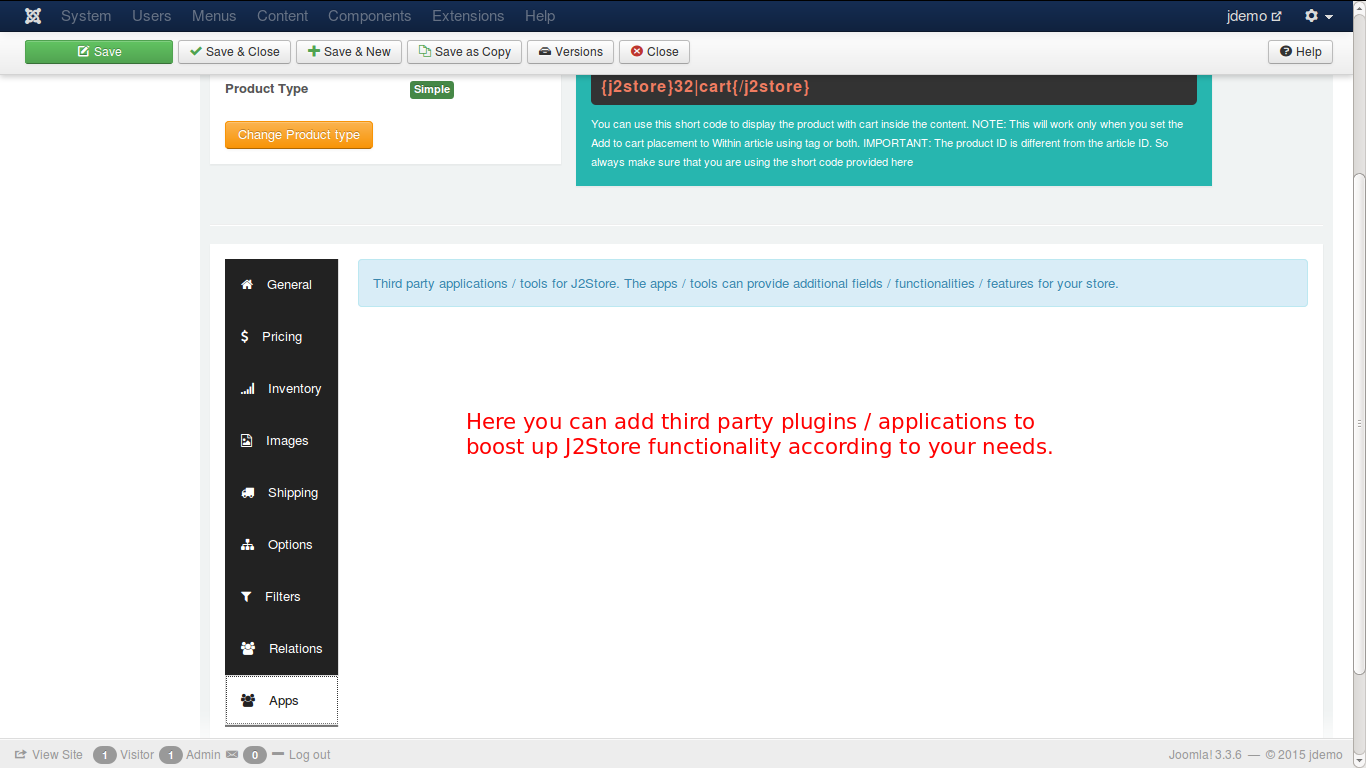 System Users Menus Content Components Extensions Help jdemo
Save Save & Close Save & New Save as Copy Versions Close Help
Product Type Simple
Change Product type
{j2store}32|cart{/j2store}
You can use this short code to display the product with cart inside the content. NOTE: This will work only when you set the
Add to cart placement to Within article using tag or both. IMPORTANT: The product ID is different from the article ID. So
always make sure that you are using the short code provided here
General
Pricing
Inventory
Images
Shipping
Options
Filters
Relations
Apps
Third party applications / tools for J2Store. The apps / tools can provide additional fields / functionalities / features for your store.
Here you can add third party plugins / applications to
boost up J2Store functionality according to your needs.
View Site 1 Visitor 1 Admin 0 Log out Joomla! 3.3.6 — © 2015 jdemo